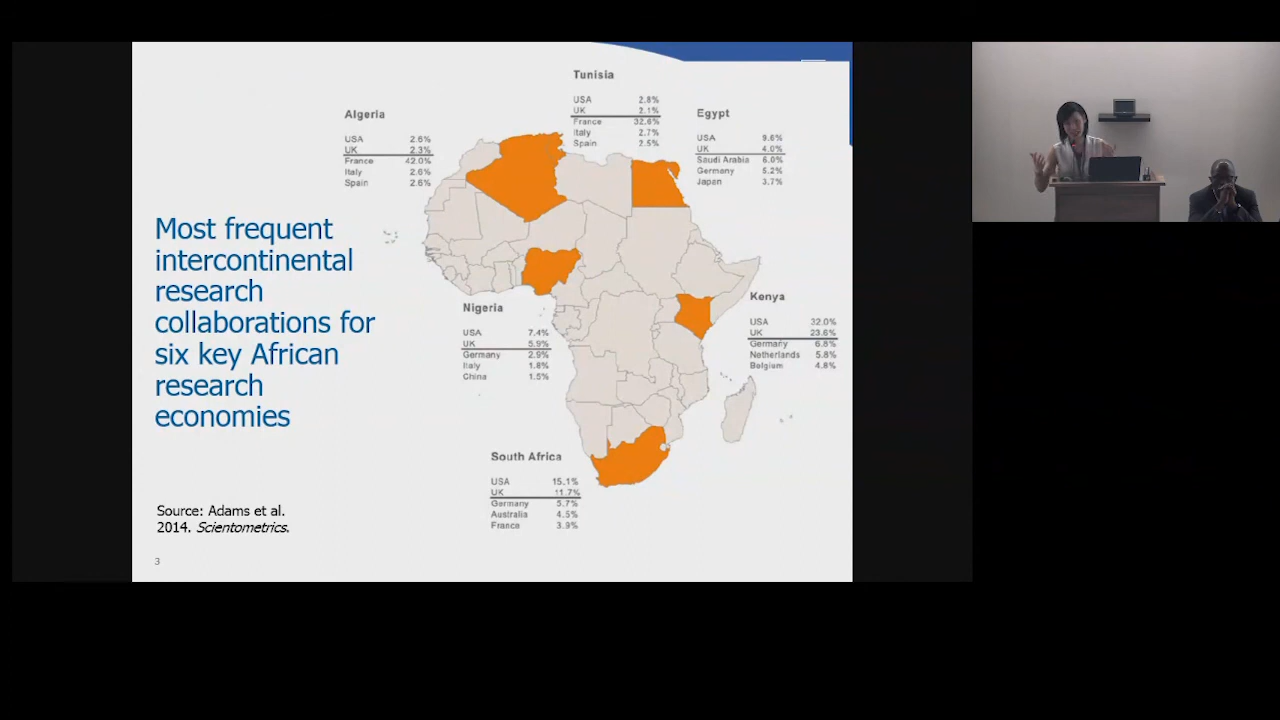 Most frequent
intercontinental
research
collaborations for
six key African
research
economies
Source: Adams et al.
2014. Scientometrics.
3
Algeria
USA 2.6%
UK 2.3%
France 42.0%
Italy 2.6%
Spain 2.6%
Tunisia
USA 2.8%
UK 2.1%
France 32.6%
Italy 2.7%
Spain 2.5%
Egypt
USA 9.6%
UK 4.0%
Saudi Arabia 6.0%
Germany 5.2%
Japan 3.7%
Nigeria
USA 7.4%
UK 5.9%
Germany 2.9%
Italy 1.8%
China 1.5%
Kenya
USA 32.0%
UK 23.6%
Germany 6.8%
Netherlands 5.8%
Belgium 4.8%
South Africa
USA 15.1%
UK 11.7%
Germany 5.7%
Australia 4.5%
France 3.9%